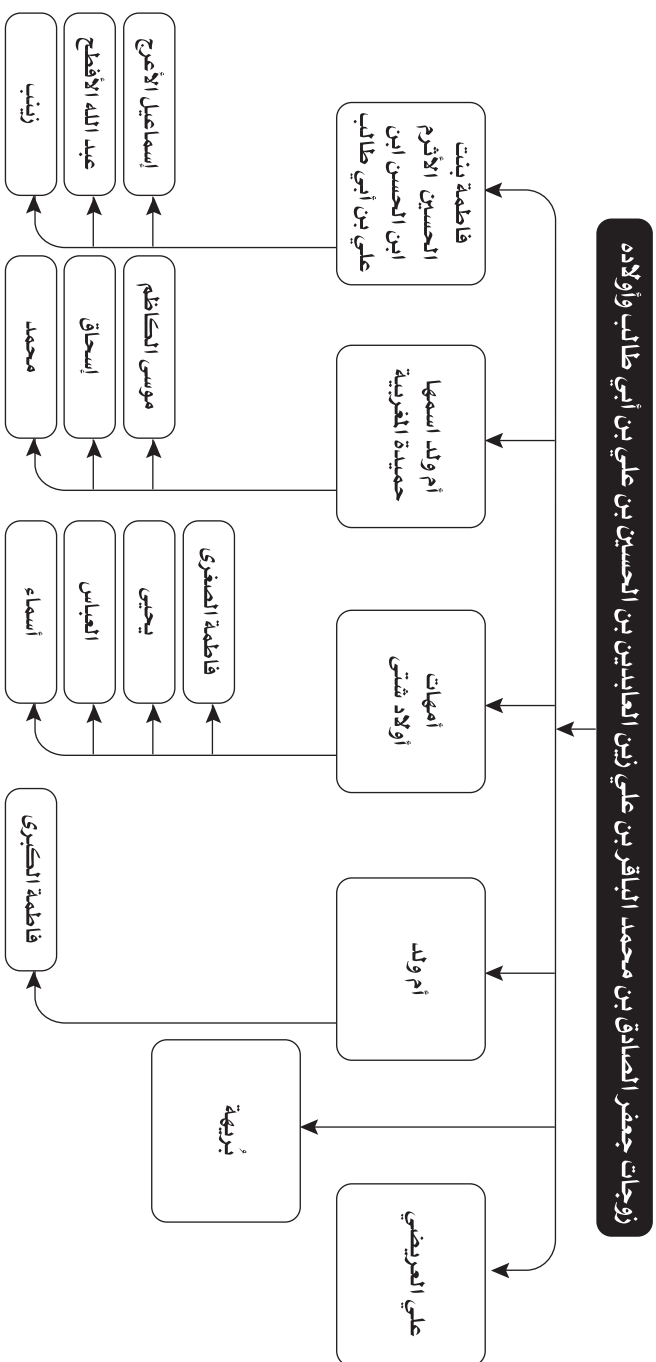 زوجات جعفر الصادق بن محمد الباقر بن علي زين العابدين بن الحسين بن علي بن أبي طالب وأولاده
فاطمة بنت
الحسين الأثرم
ابن الحسن ابن
علي بن أبي طالب
إسماعيل الأعرج
عبد الله الأفطح
زينب
أم ولد اسمها
حميدة المغربية
موسى الكاظم
إسحاق
محمد
أمهات
أولاد شتى
فاطمة الصغرى
يحيى
العباس
أسماء
أم ولد
فاطمة الكبرى
بُريهة
علي العريضي